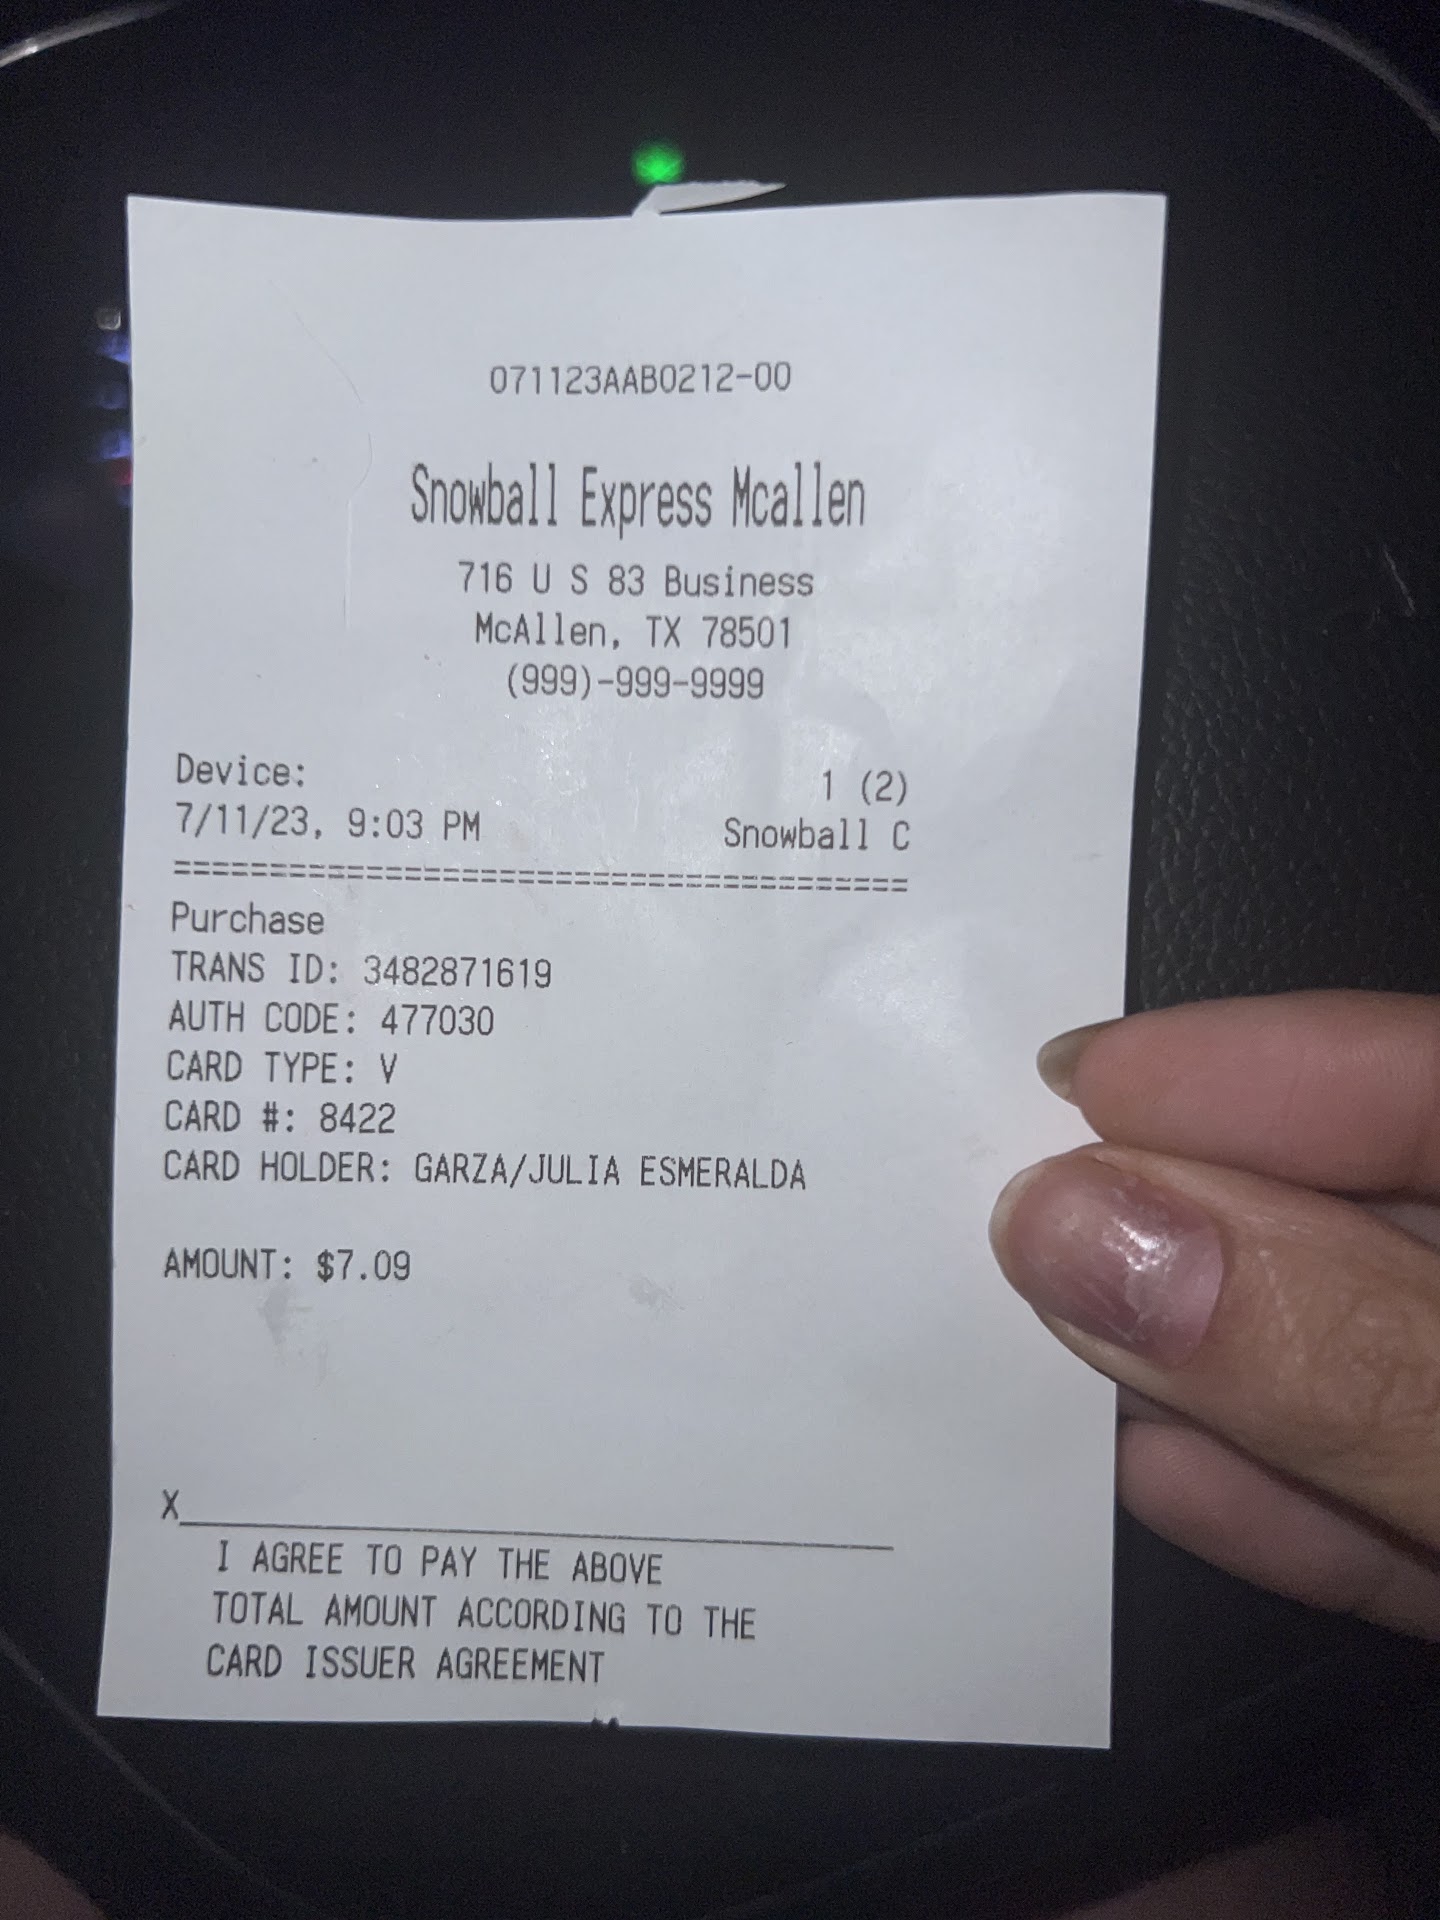 071123AAB0212-00
Snowball Express Mcallen
716 U S 83 Business
McAllen, TX 78501
(999)-999-9999
Device: 1 (2)
7/11/23, 9:03 PM Snowball C
======================================
Purchase
TRANS ID: 3482871619
AUTH CODE: 477030
CARD TYPE: V
CARD #: 8422
CARD HOLDER: GARZA/JULIA ESMERALDA
AMOUNT: $7.09
X
I AGREE TO PAY THE ABOVE
TOTAL AMOUNT ACCORDING TO THE
CARD ISSUER AGREEMENT